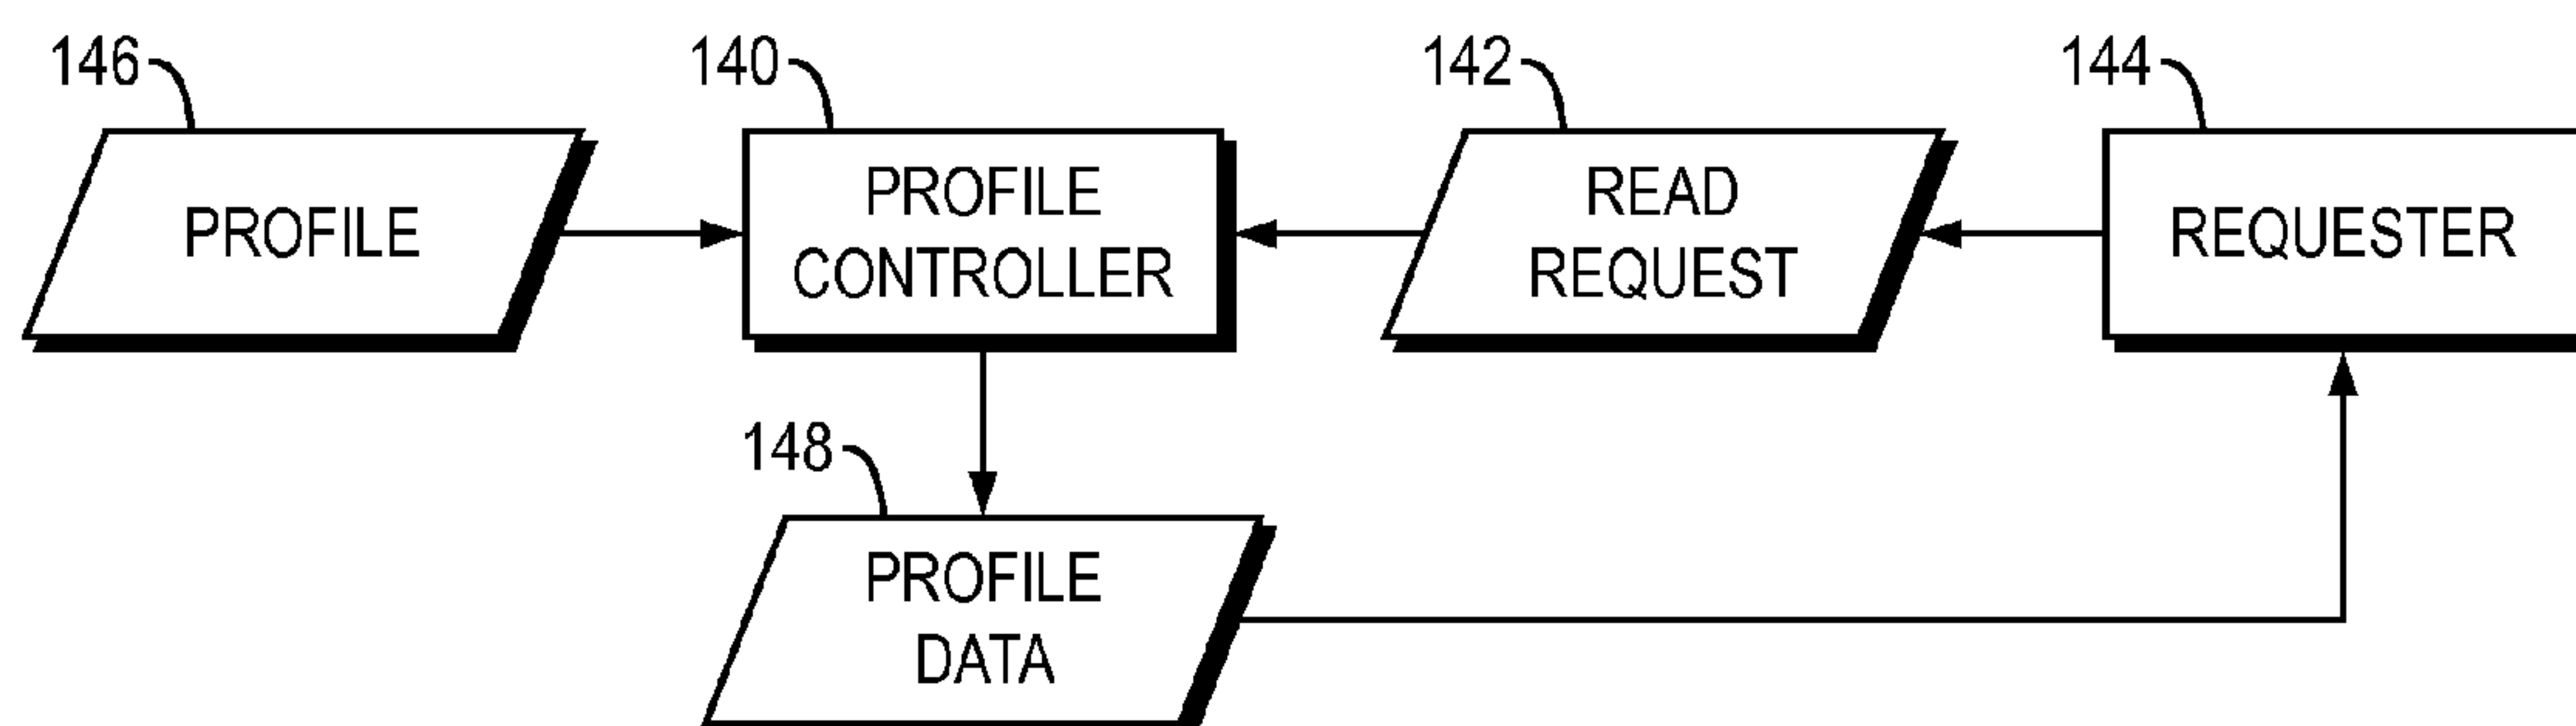 146
140
142
144
PROFILE
PROFILE
CONTROLLER
READ
REQUEST
REQUESTER
148
PROFILE
DATA